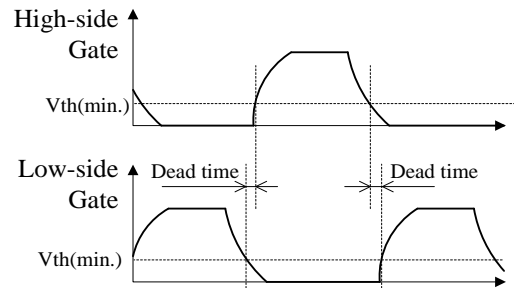 High-side
Gate
Vth(min.)
Low-side
Gate
Dead time
Dead time
Vth(min.)